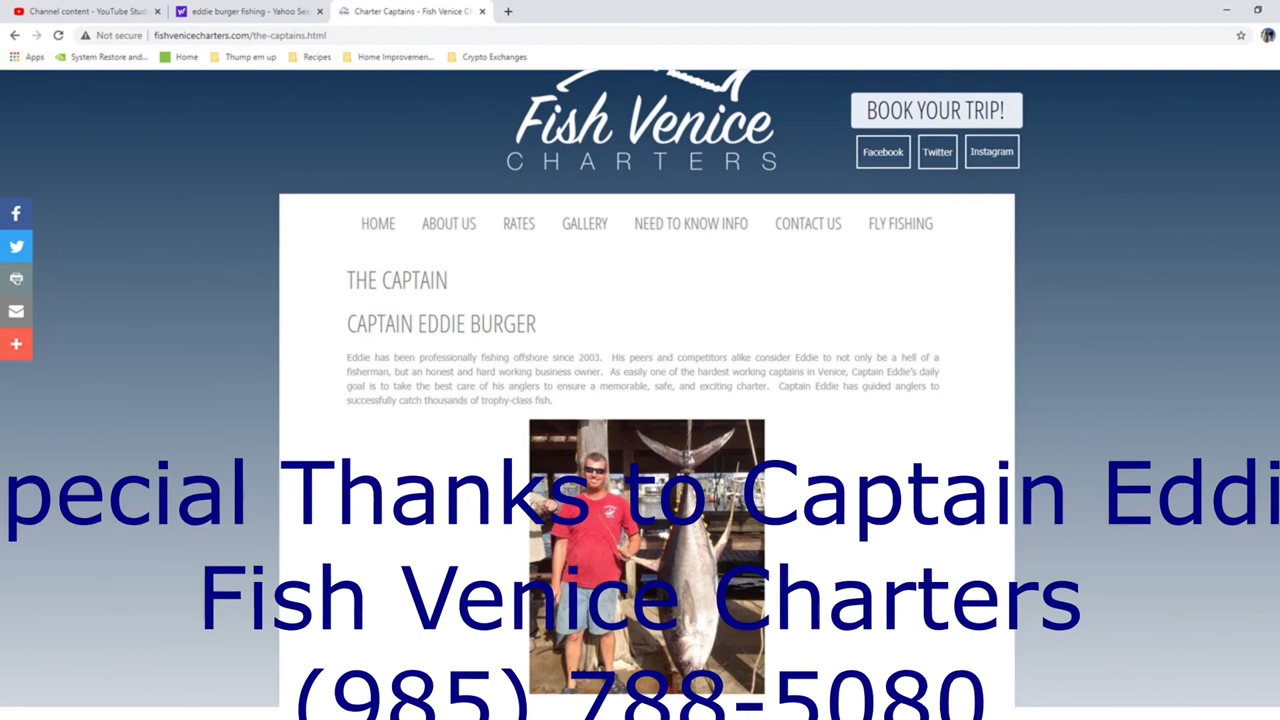 Channel content - YouTube Stud
eddie burger fishing - Yahoo Sea
Charter Captains - Fish Venice Ch
Not secure | fishvenicecharters.com/the-captains.html
Apps System Restore and... Home Thump em up Recipes Home Improvemen... Crypto Exchanges
Fish Venice
CHARTERS
BOOK YOUR TRIP!
Facebook Twitter Instagram
HOME ABOUT US RATES GALLERY NEED TO KNOW INFO CONTACT US FLY FISHING
THE CAPTAIN
CAPTAIN EDDIE BURGER
Eddie has been professionally fishing offshore since 2003. His peers and competitors alike consider Eddie to not only be a hell of a
fisherman, but an honest and hard working business owner. As easily one of the hardest working captains in Venice, Captain Eddie's daily
goal is to take the best care of his anglers to ensure a memorable, safe, and exciting charter. Captain Eddie has guided anglers to
successfully catch thousands of trophy-class fish.
pecial Thanks to Captain Eddi
Fish Venice Charters
(985) 788-5080